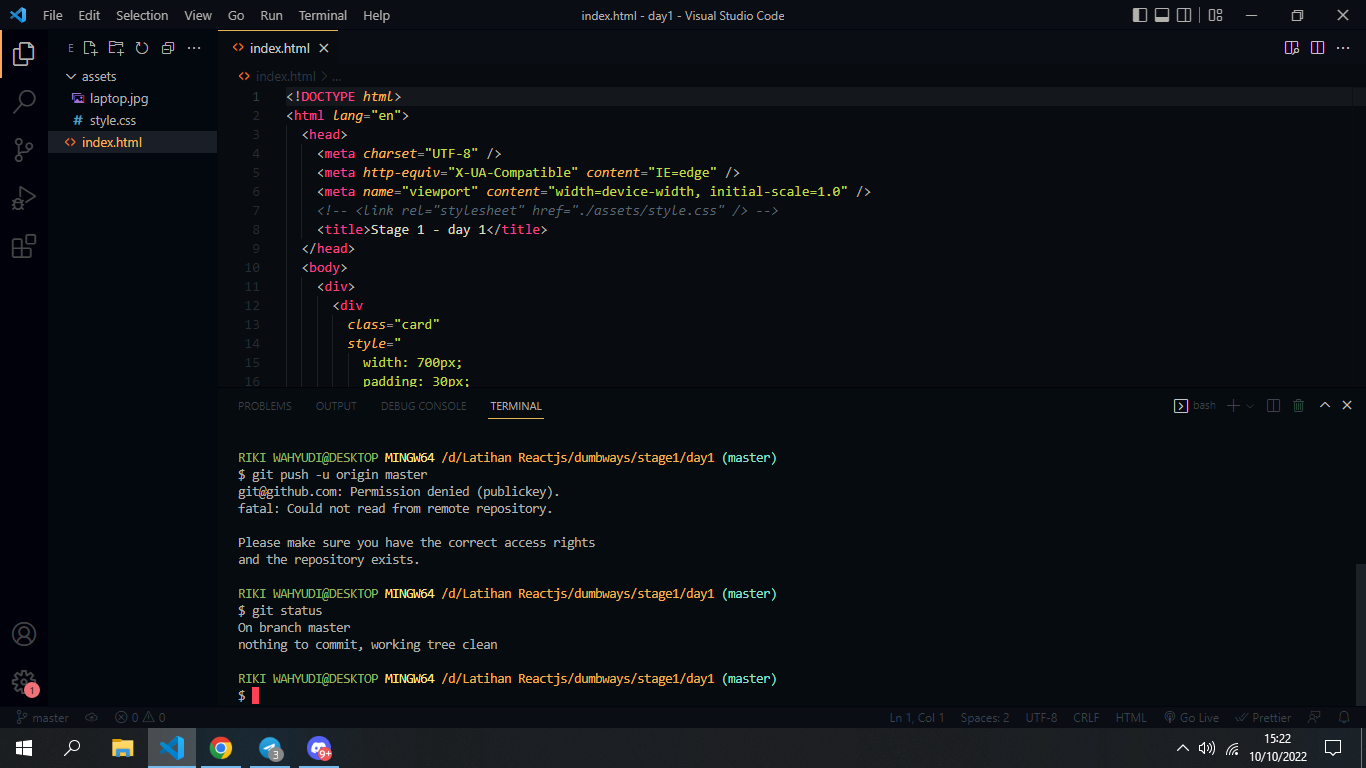 File Edit Selection View Go Run Terminal Help
index.html - day1 - Visual Studio Code
E
assets
laptop.jpg
# style.css
<> index.html
<> index.html
<> index.html > ...
1 <!DOCTYPE html>
2 <html lang="en">
3 <head>
4 <meta charset="UTF-8" />
5 <meta http-equiv="X-UA-Compatible" content="IE=edge" />
6 <meta name="viewport" content="width=device-width, initial-scale=1.0" />
7 <!-- <link rel="stylesheet" href="./assets/style.css" /> -->
8 <title>Stage 1 - day 1</title>
9 </head>
10 <body>
11 <div>
12 <div
13 class="card"
14 style="
15 width: 700px;
16 padding: 30px;
PROBLEMS OUTPUT DEBUG CONSOLE TERMINAL
bash
RIKI WAHYUDI@DESKTOP MINGW64 /d/Latihan Reactjs/dumbways/stage1/day1 (master)
$ git push -u origin master
git@github.com: Permission denied (publickey).
fatal: Could not read from remote repository.
Please make sure you have the correct access rights
and the repository exists.
RIKI WAHYUDI@DESKTOP MINGW64 /d/Latihan Reactjs/dumbways/stage1/day1 (master)
$ git status
On branch master
nothing to commit, working tree clean
RIKI WAHYUDI@DESKTOP MINGW64 /d/Latihan Reactjs/dumbways/stage1/day1 (master)
$
1
master 0 0 Ln 1, Col 1 Spaces: 2 UTF-8 CRLF HTML Go Live Prettier
3
9+
15:22
10/10/2022